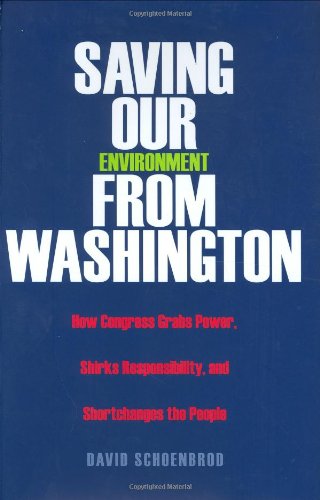 SAVING
OUR
ENVIRONMENT
FROM
WASHINGTON
How Congress Grabs Power,
Shirks Responsibility, and
Shortchanges the People
DAVID SCHOENBROD